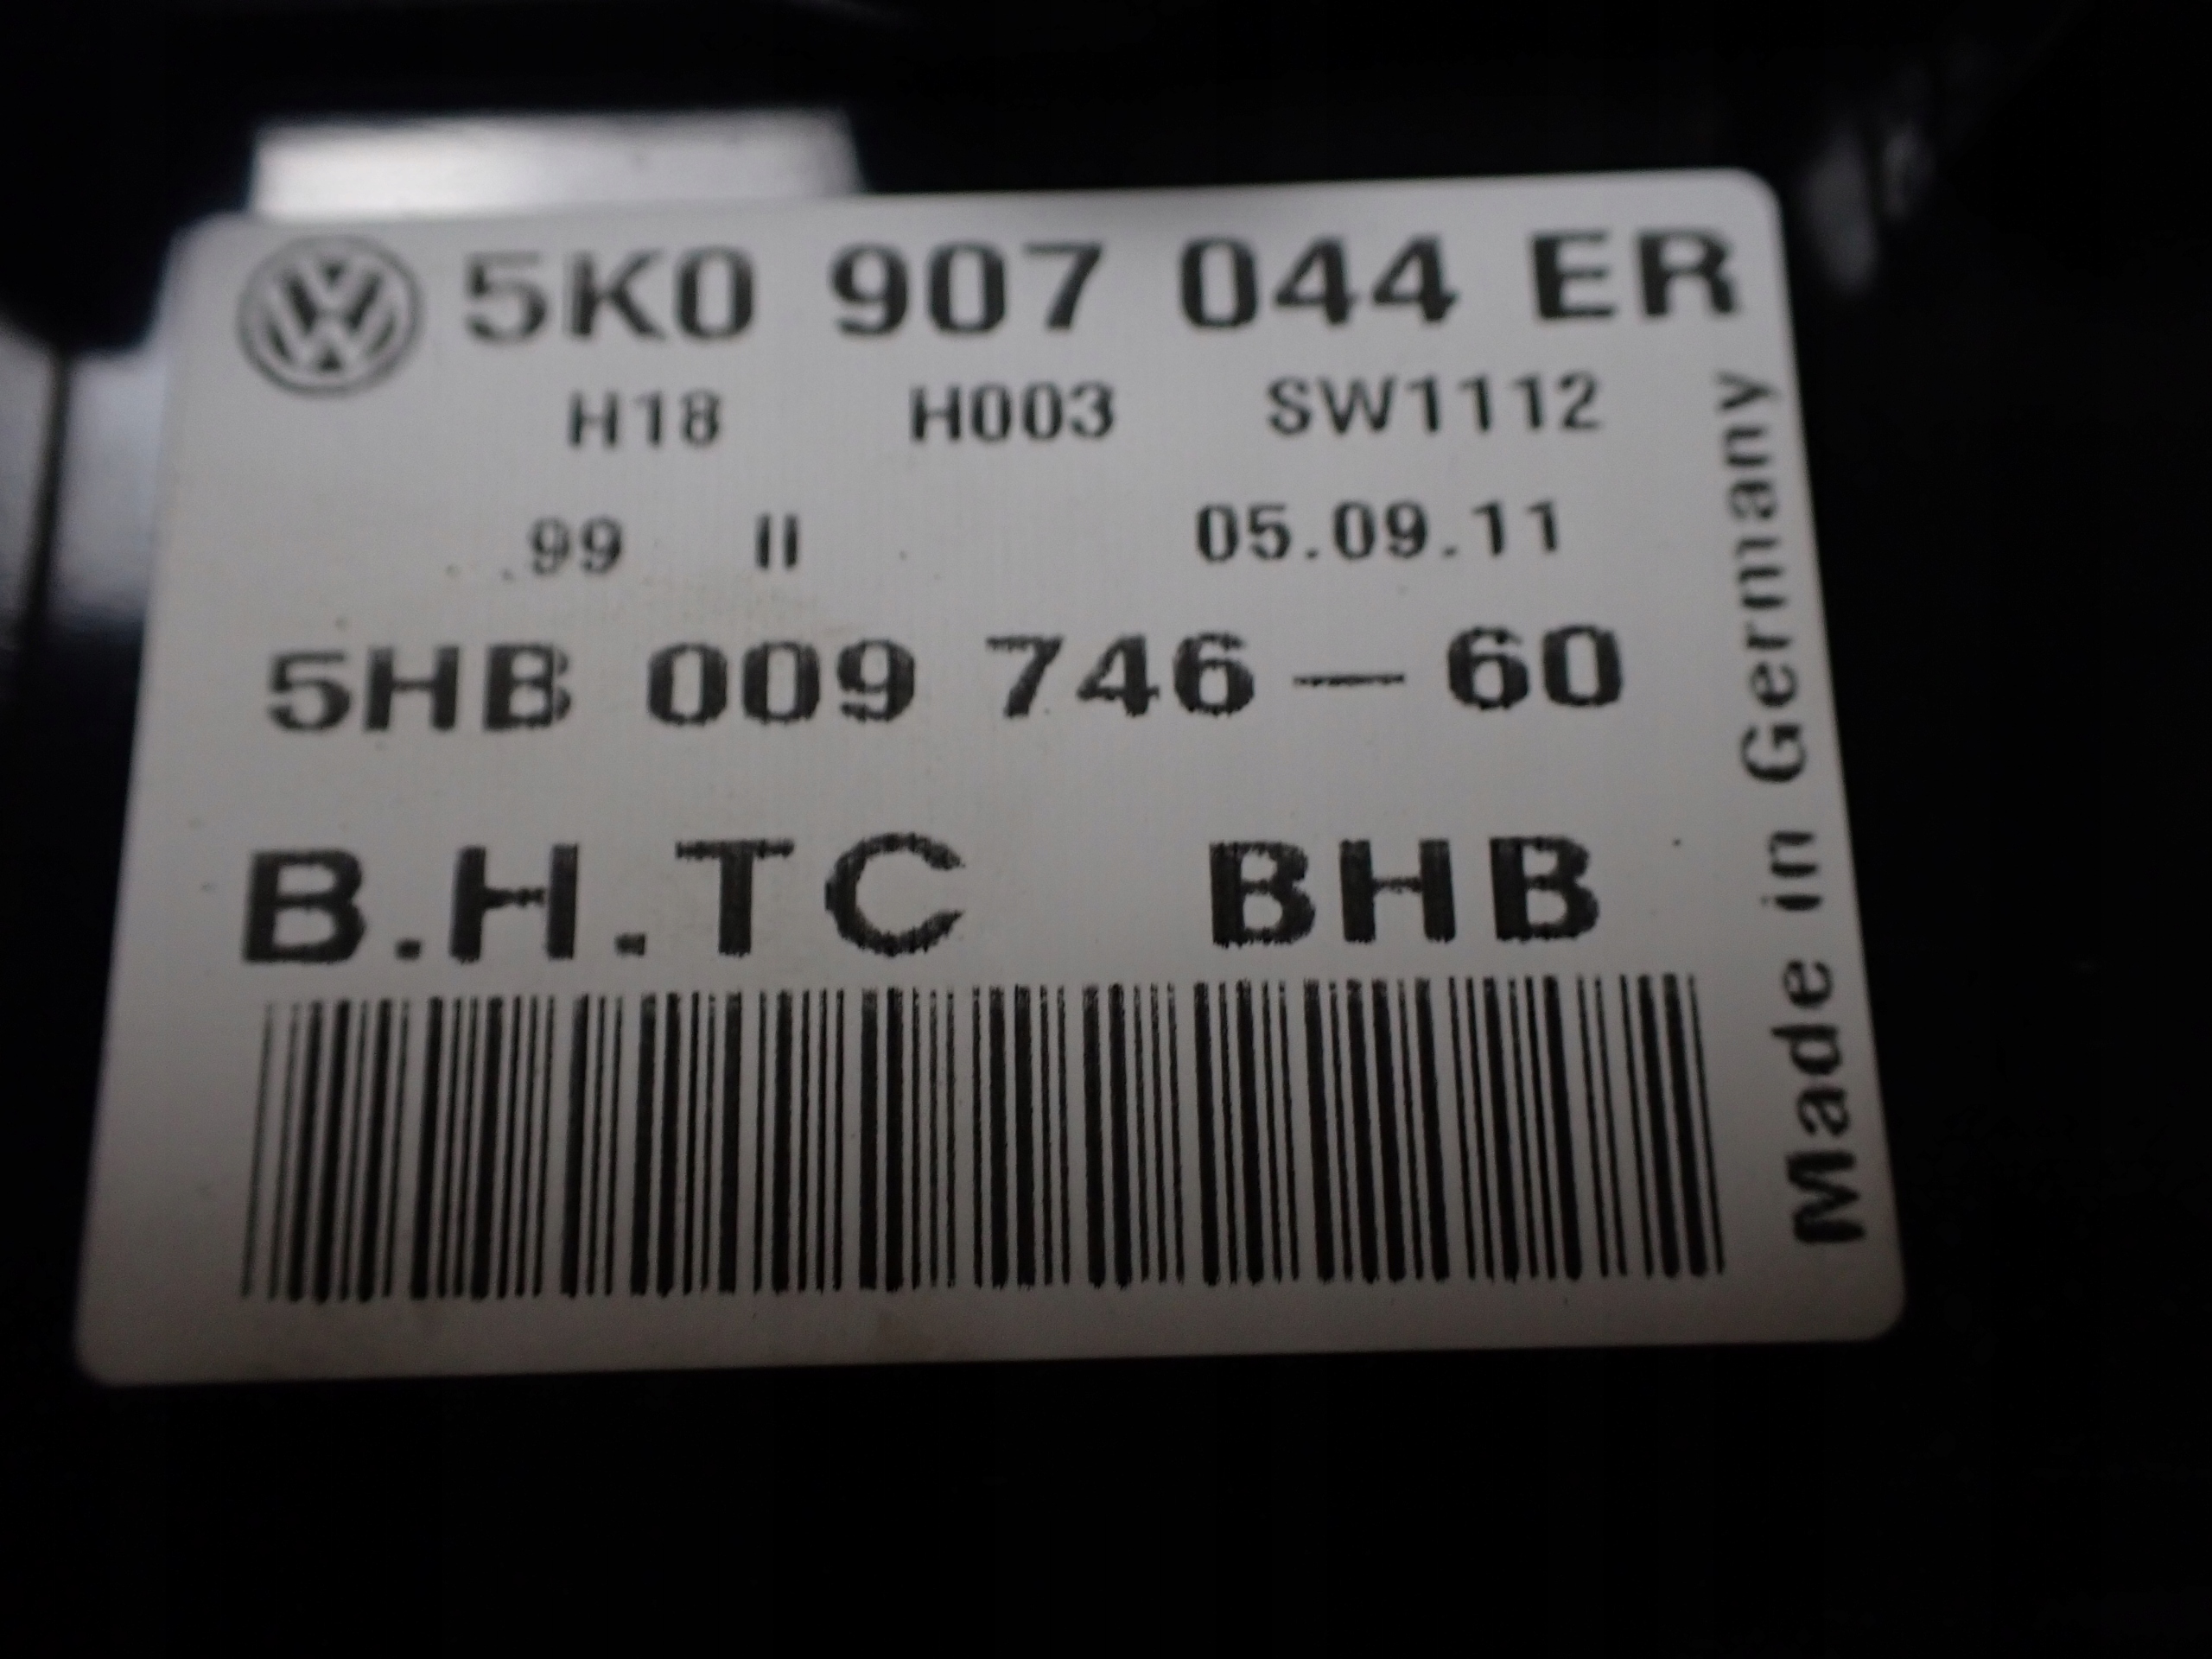 5K0 907 044 ER
H18 H003 SW1112
99 II 05.09.11
5HB 009 746-60
B.H.TC BHB
Made in Germany